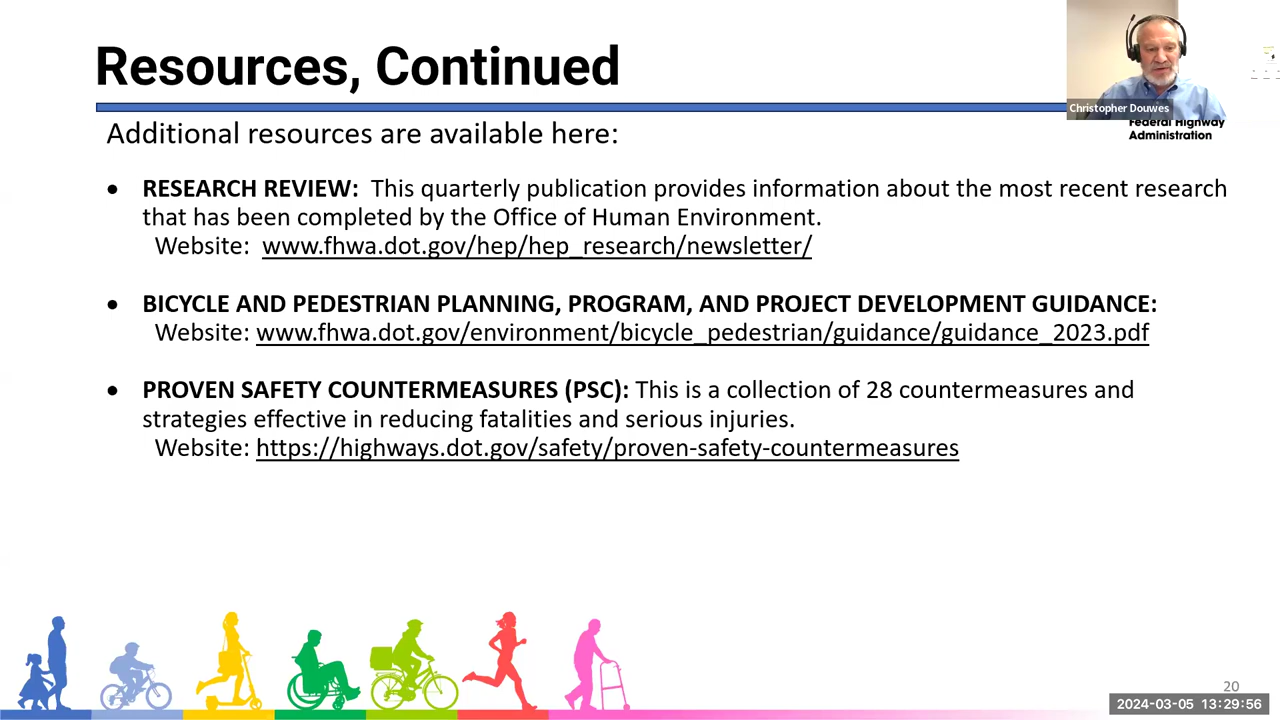 Resources, Continued
Christopher Douwes
Federal Highway
Administration
Additional resources are available here:
• RESEARCH REVIEW: This quarterly publication provides information about the most recent research
that has been completed by the Office of Human Environment.
Website: www.fhwa.dot.gov/hep/hep_research/newsletter/
• BICYCLE AND PEDESTRIAN PLANNING, PROGRAM, AND PROJECT DEVELOPMENT GUIDANCE:
Website: www.fhwa.dot.gov/environment/bicycle_pedestrian/guidance/guidance_2023.pdf
• PROVEN SAFETY COUNTERMEASURES (PSC): This is a collection of 28 countermeasures and
strategies effective in reducing fatalities and serious injuries.
Website: https://highways.dot.gov/safety/proven-safety-countermeasures
20
2024-03-05 13:29:56